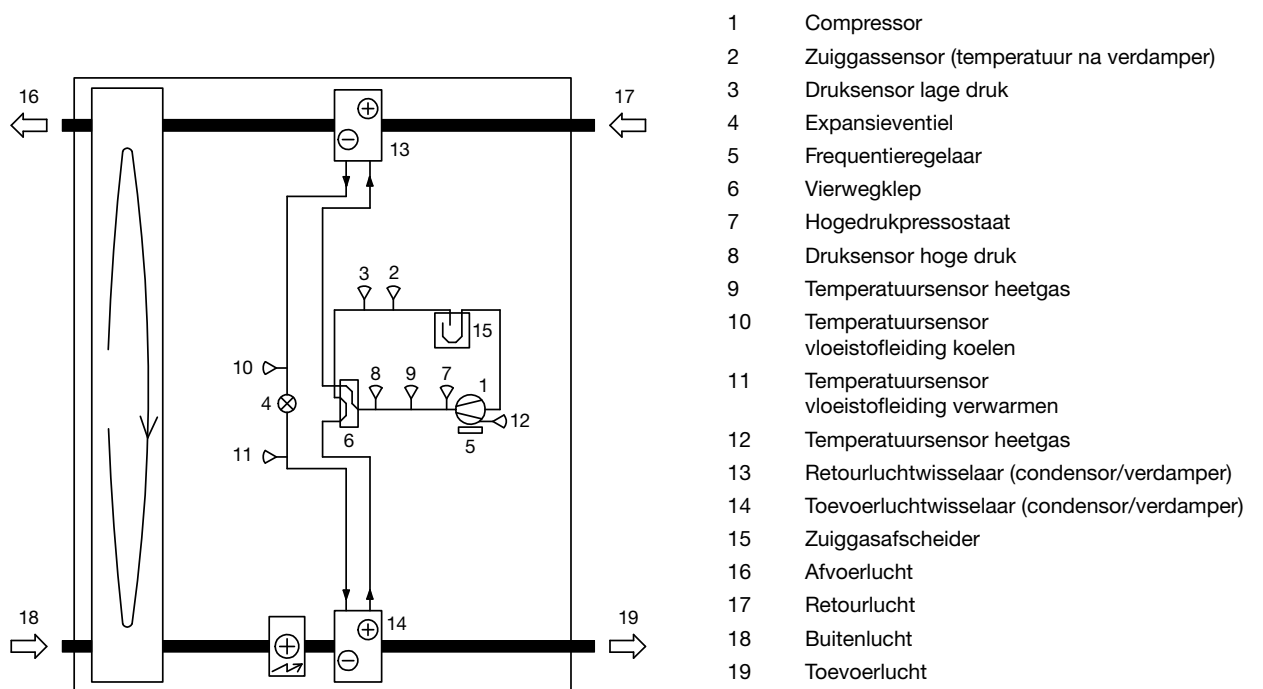 16
17
13
3 2
15
10
8 9 7 1
4
12
6
5
11
18
14
19
1 Compressor
2 Zuiggassensor (temperatuur na verdamper)
3 Druksensor lage druk
4 Expansieventiel
5 Frequentieregelaar
6 Vierwegklep
7 Hogedrukpressostaat
8 Druksensor hoge druk
9 Temperatuursensor heetgas
10 Temperatuursensor
vloeistofleiding koelen
11 Temperatuursensor
vloeistofleiding verwarmen
12 Temperatuursensor heetgas
13 Retourluchtwisselaar (condensor/verdamper)
14 Toevoerluchtwisselaar (condensor/verdamper)
15 Zuiggasafscheider
16 Afvoerlucht
17 Retourlucht
18 Buitenlucht
19 Toevoerlucht